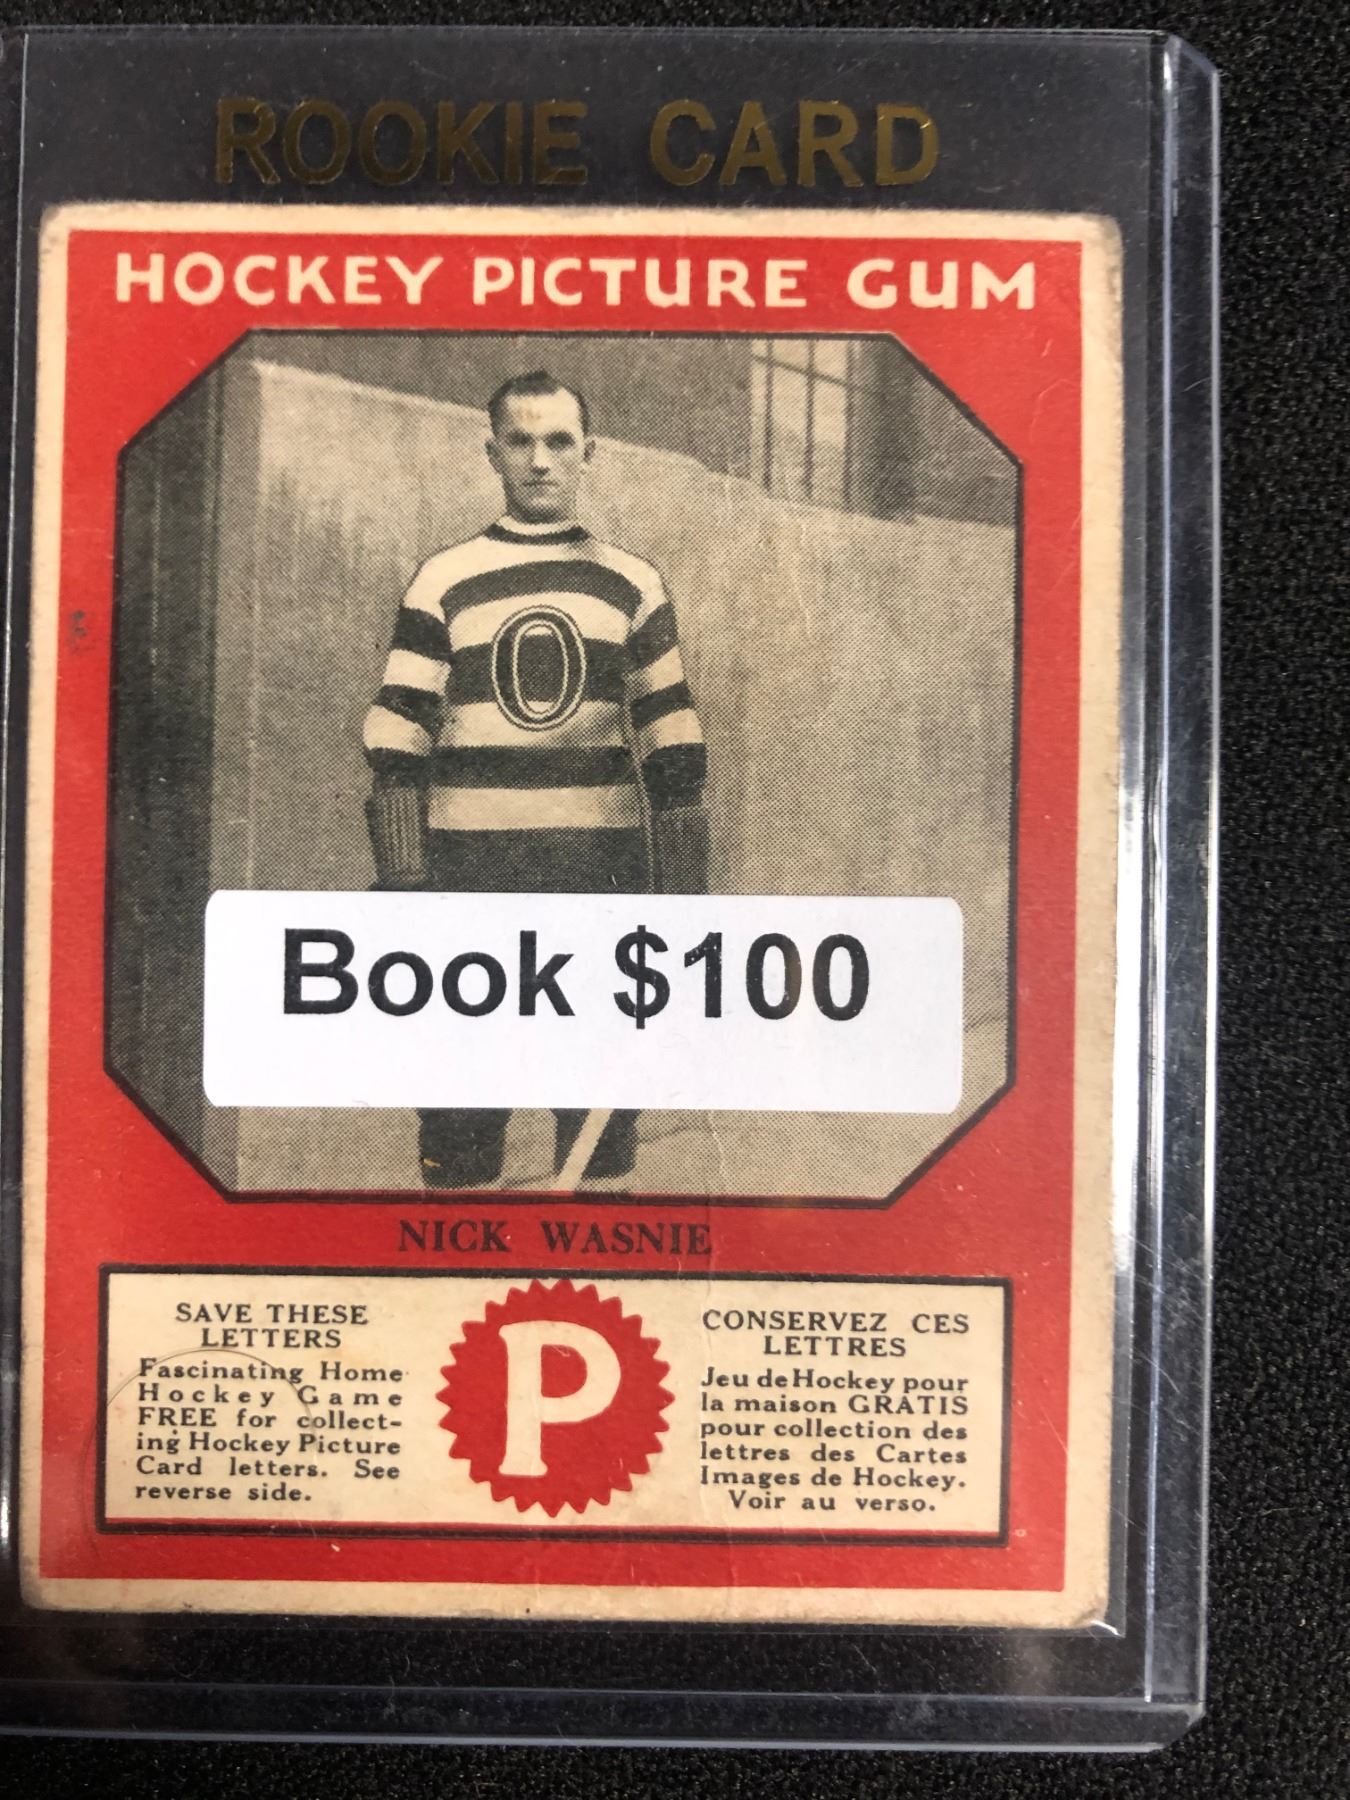 ROOKIE CARD
HOCKEY PICTURE GUM
O
Book $100
NICK WASNIE
SAVE THESE
LETTERS
Fascinating Home
Hockey Game
FREE for collect-
ing Hockey Picture
Card letters. See
reverse side.
P
CONSERVEZ CES
LETTRES
Jeu de Hockey pour
la maison GRATIS
pour collection des
lettres des Cartes
Images de Hockey.
Voir au verso.